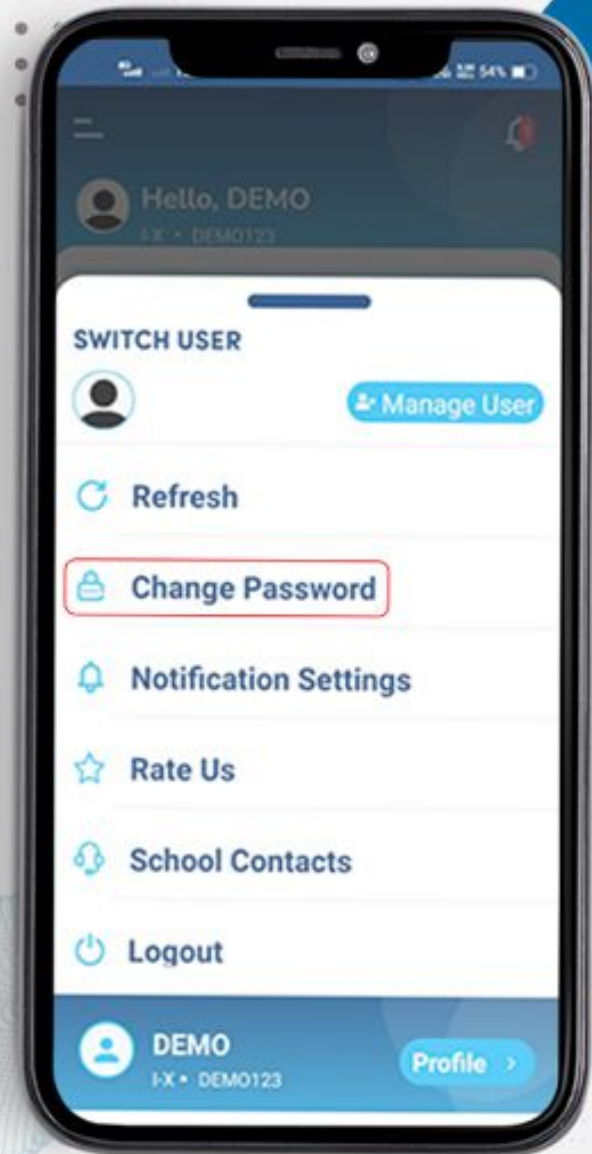 54%
Hello, DEMO
I-X • DEMO123
SWITCH USER
Manage User
Refresh
Change Password
Notification Settings
Rate Us
School Contacts
Logout
DEMO
I-X • DEMO123
Profile >